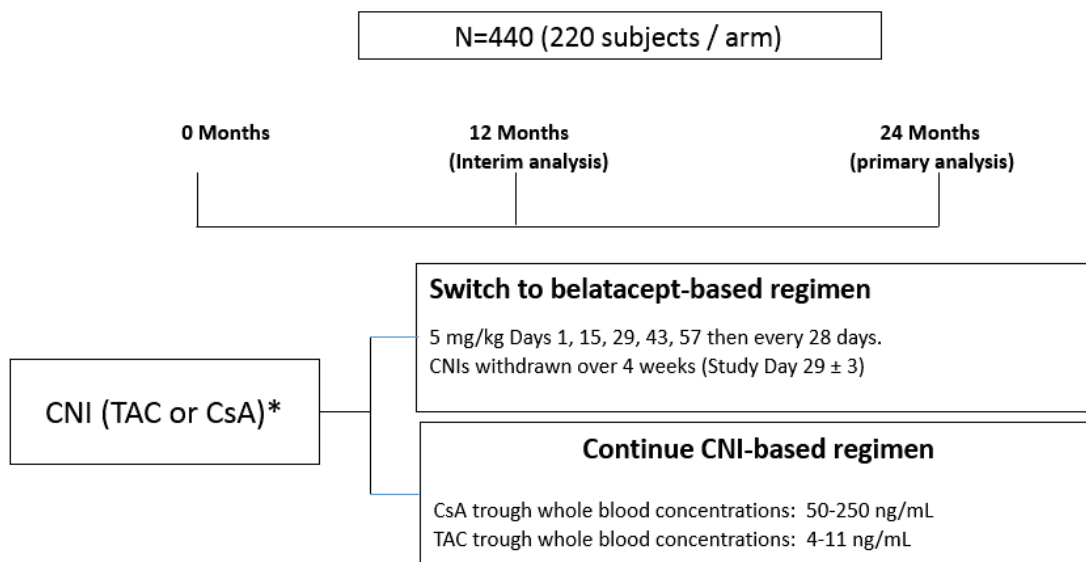 N=440 (220 subjects / arm)
0 Months
12 Months
(Interim analysis)
24 Months
(primary analysis)
Switch to belatacept-based regimen
5 mg/kg Days 1, 15, 29, 43, 57 then every 28 days.
CNIs withdrawn over 4 weeks (Study Day 29 ± 3)
CNI (TAC or CsA)*
Continue CNI-based regimen
CsA trough whole blood concentrations: 50-250 ng/mL
TAC trough whole blood concentrations: 4-11 ng/mL